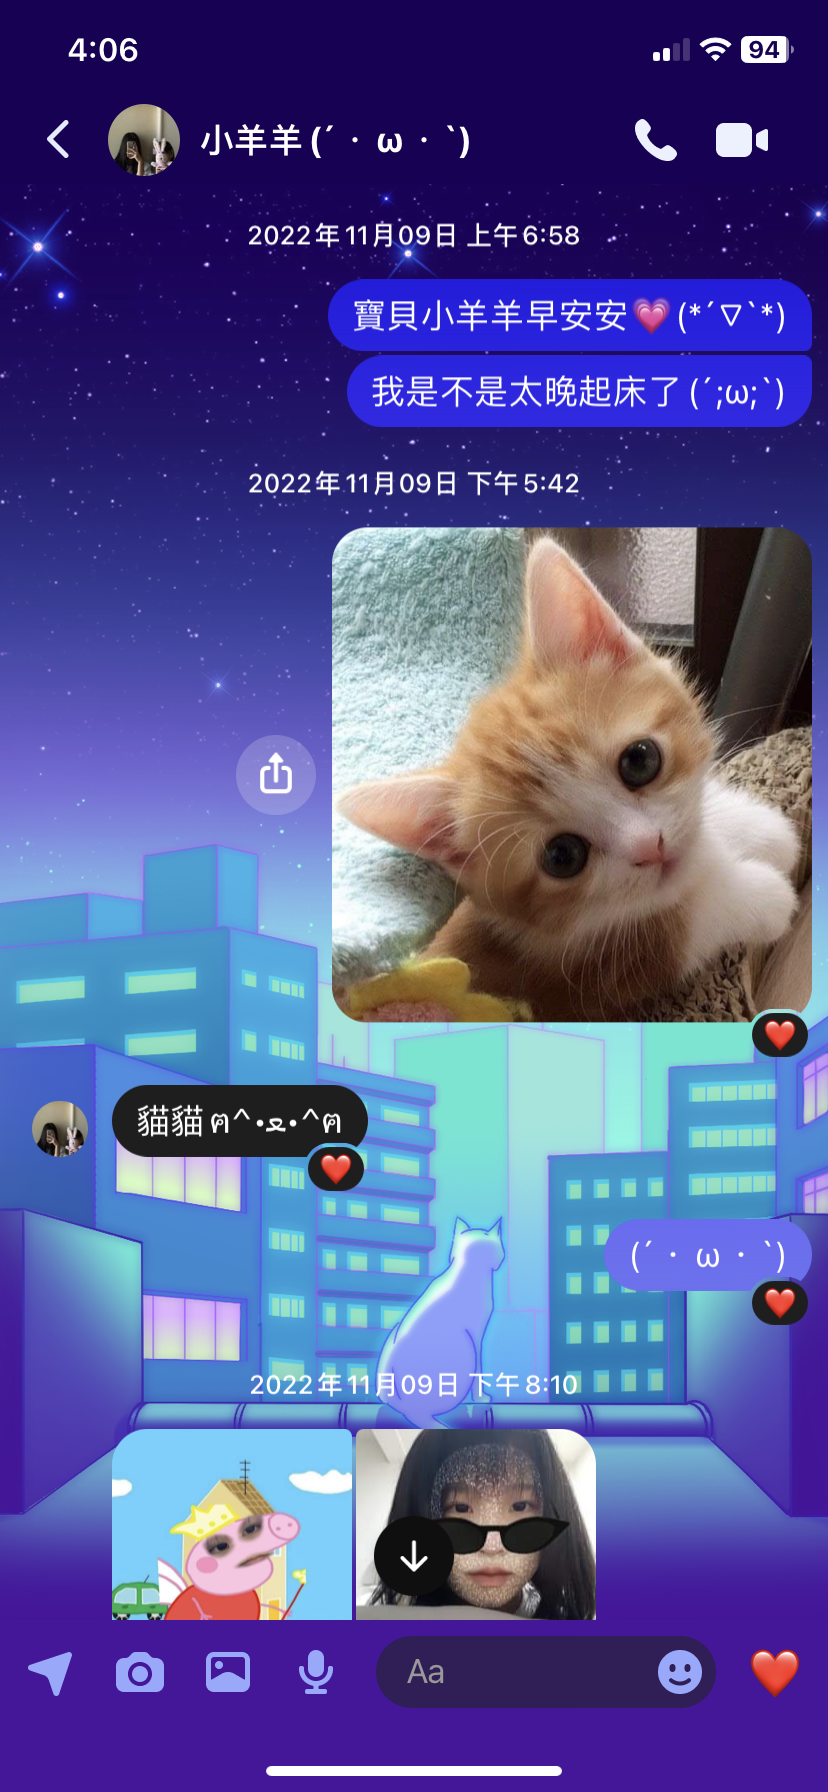 4:06
94
小羊羊 (´・ω・`)
2022年11月09日 上午6:58
寶貝小羊羊早安安💗(*´∇`*)
我是不是太晚起床了(´;ω;`)
2022年11月09日 下午5:42
貓貓ฅ^•ﻌ•^ฅ
(´・ω・`)
2022年11月09日 下午8:10
Aa